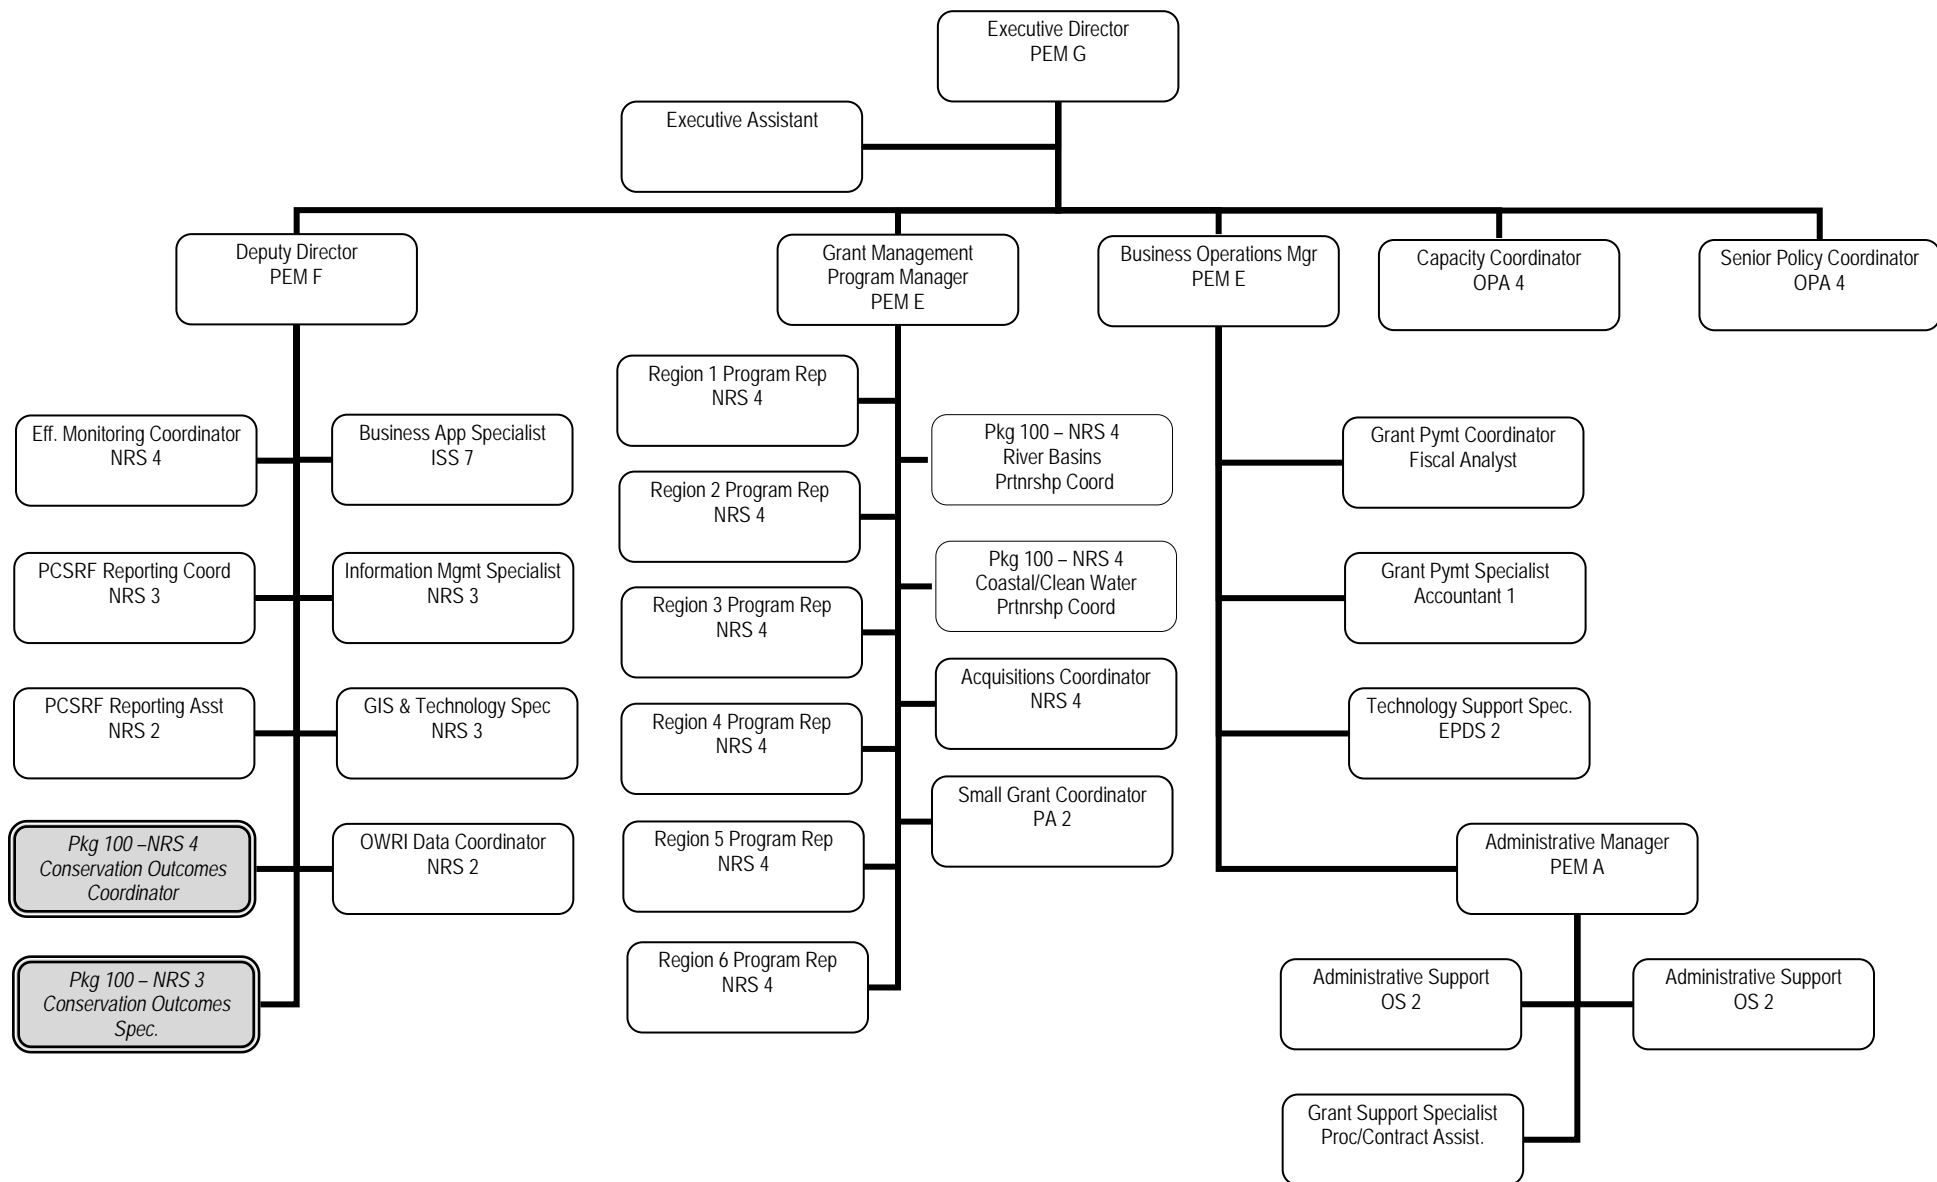 Executive Director
PEM G
Executive Assistant
Deputy Director
PEM F
Grant Management
Program Manager
PEM E
Business Operations Mgr
PEM E
Capacity Coordinator
OPA 4
Senior Policy Coordinator
OPA 4
Eff. Monitoring Coordinator
NRS 4
Business App Specialist
ISS 7
PCSRF Reporting Coord
NRS 3
Information Mgmt Specialist
NRS 3
PCSRF Reporting Asst
NRS 2
GIS & Technology Spec
NRS 3
Pkg 100 –NRS 4
Conservation Outcomes
Coordinator
OWRI Data Coordinator
NRS 2
Pkg 100 – NRS 3
Conservation Outcomes
Spec.
Region 1 Program Rep
NRS 4
Pkg 100 – NRS 4
River Basins
Prtnrshp Coord
Region 2 Program Rep
NRS 4
Pkg 100 – NRS 4
Coastal/Clean Water
Prtnrshp Coord
Region 3 Program Rep
NRS 4
Acquisitions Coordinator
NRS 4
Region 4 Program Rep
NRS 4
Small Grant Coordinator
PA 2
Region 5 Program Rep
NRS 4
Region 6 Program Rep
NRS 4
Grant Pymt Coordinator
Fiscal Analyst
Grant Pymt Specialist
Accountant 1
Technology Support Spec.
EPDS 2
Administrative Manager
PEM A
Administrative Support
OS 2
Administrative Support
OS 2
Grant Support Specialist
Proc/Contract Assist.